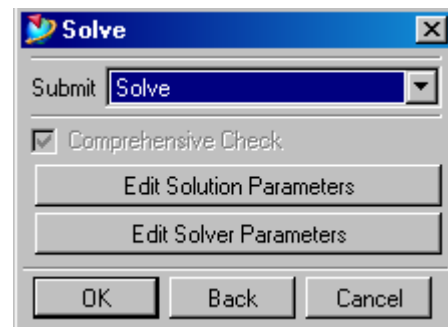 Solve
Submit Solve
Comprehensive Check
Edit Solution Parameters
Edit Solver Parameters
OK Back Cancel